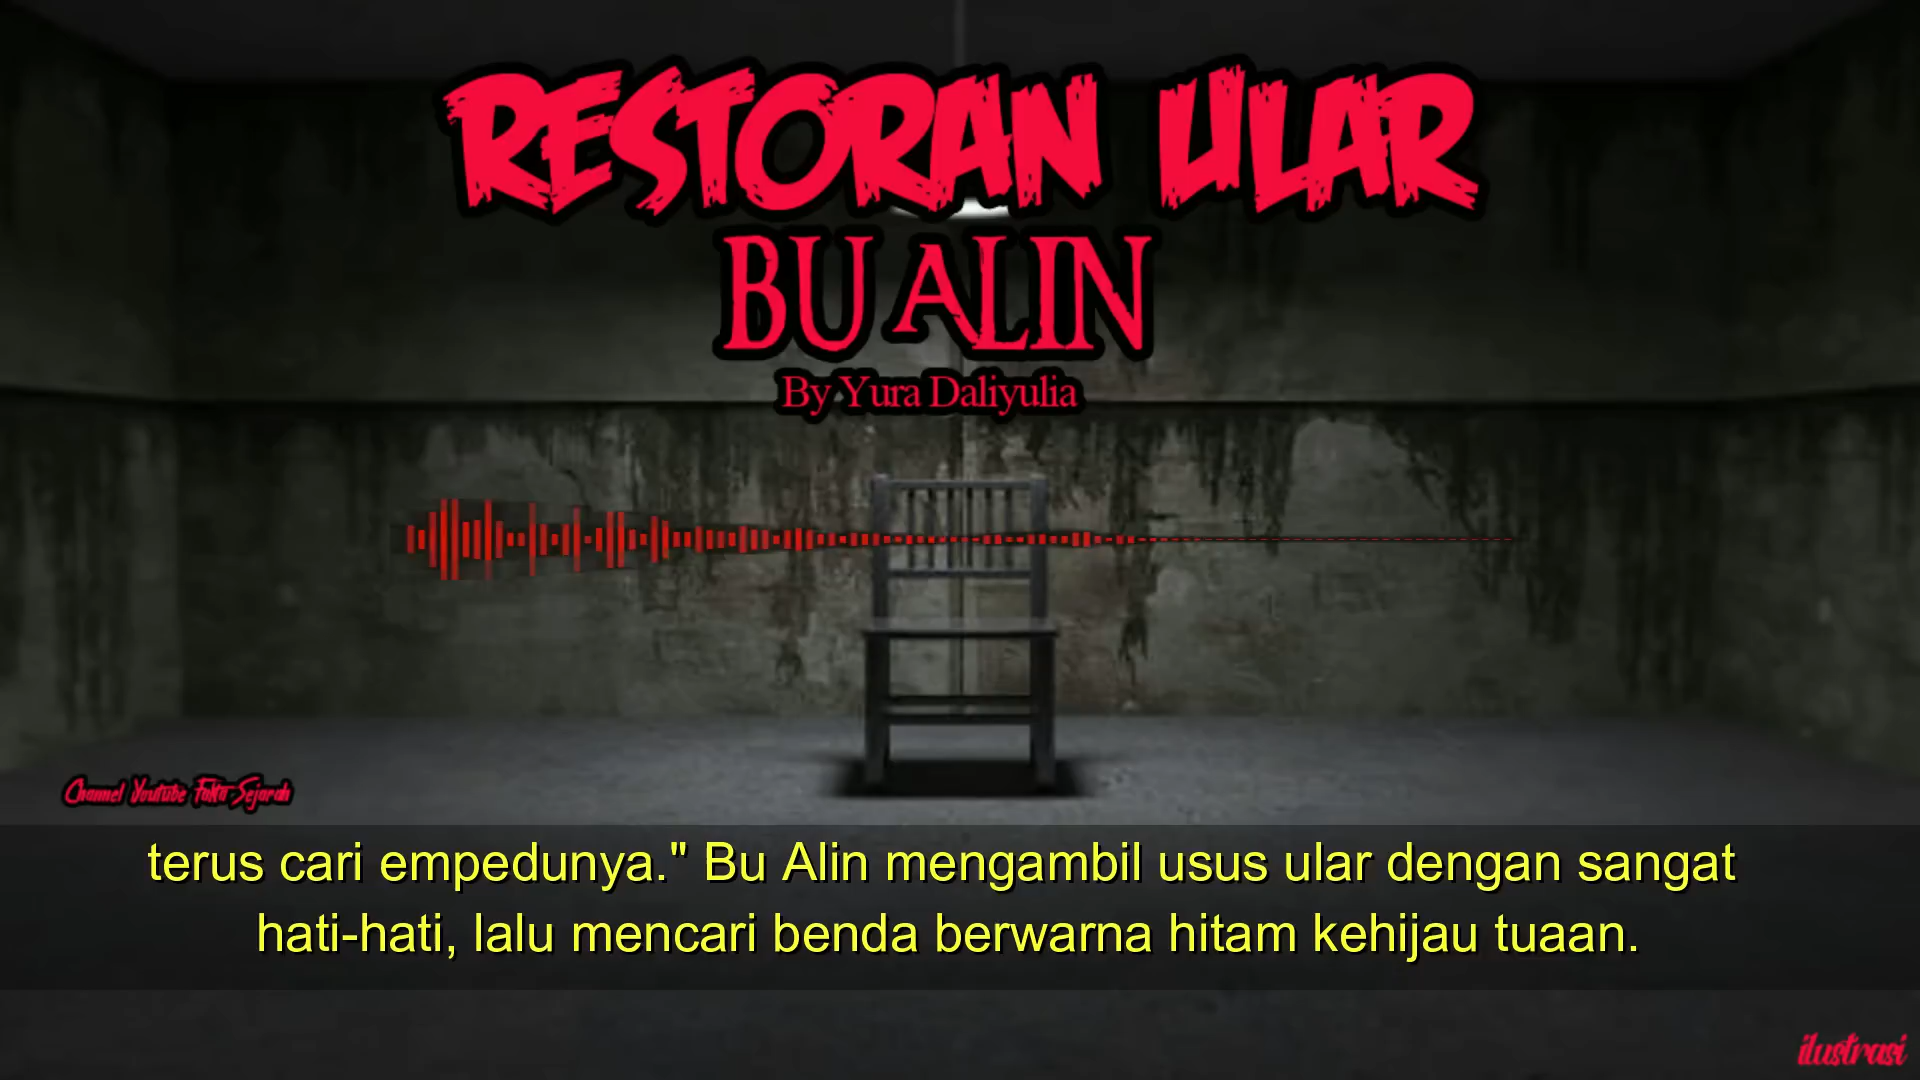 RESTORAN ULAR
BU ALIN
By Yura Daliyulia
Channel Youtube Fakta Sejarah
terus cari empedunya." Bu Alin mengambil usus ular dengan sangat
hati-hati, lalu mencari benda berwarna hitam kehijau tuaan.
ilustrasi